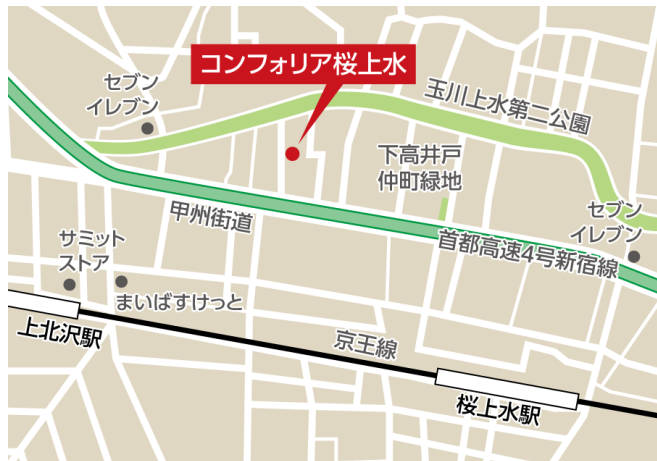 コンフォリア桜上水
セブン
イレブン
玉川上水第二公園
下高井戸
仲町緑地
甲州街道
セブン
イレブン
首都高速4号新宿線
サミット
ストア
まいばすけっと
上北沢駅
京王線
桜上水駅